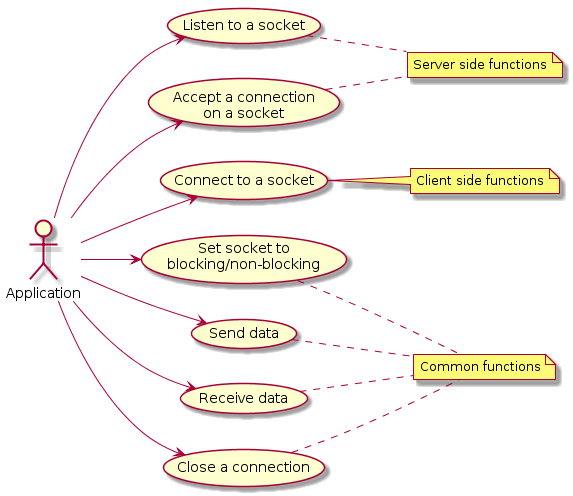 Listen to a socket
Server side functions
Accept a connection
on a socket
Connect to a socket
Client side functions
Set socket to
blocking/non-blocking
Application
Send data
Common functions
Receive data
Close a connection